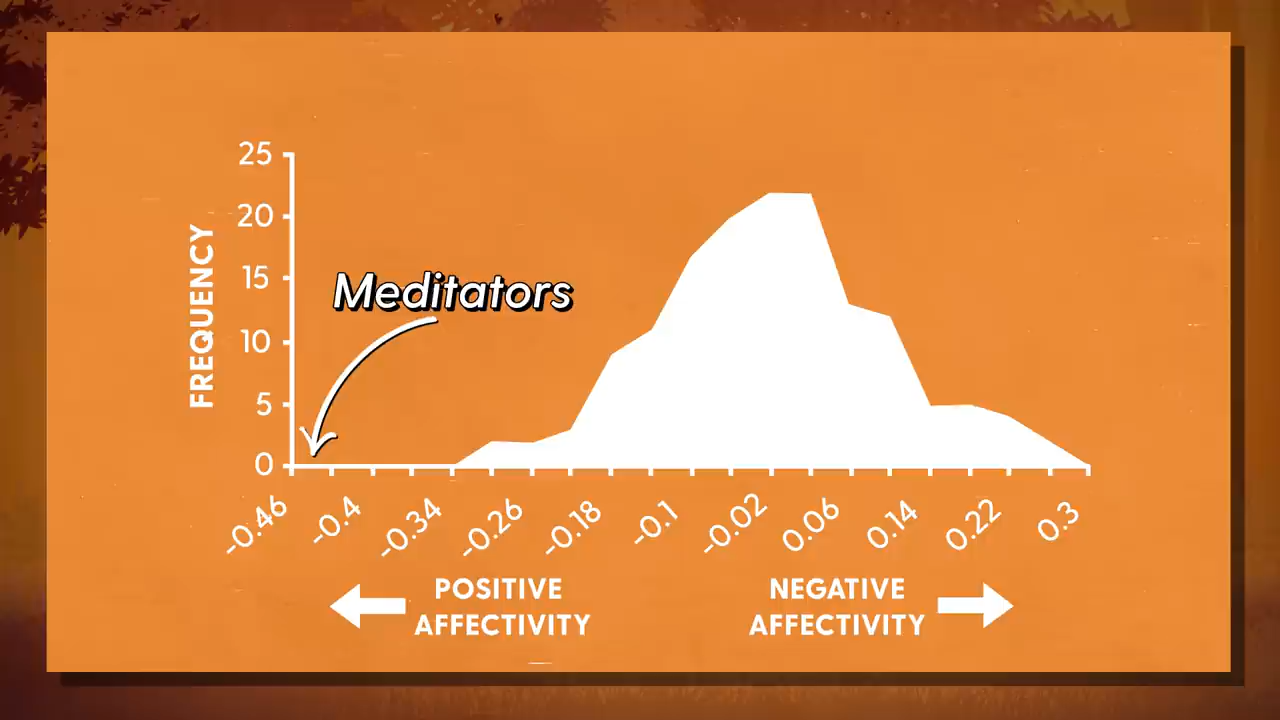 25
20
15
10
5
0
FREQUENCY
Meditators
-0.46
-0.4
-0.34
-0.26
-0.18
-0.1
-0.02
0.06
0.14
0.22
0.3
POSITIVE
AFFECTIVITY
NEGATIVE
AFFECTIVITY